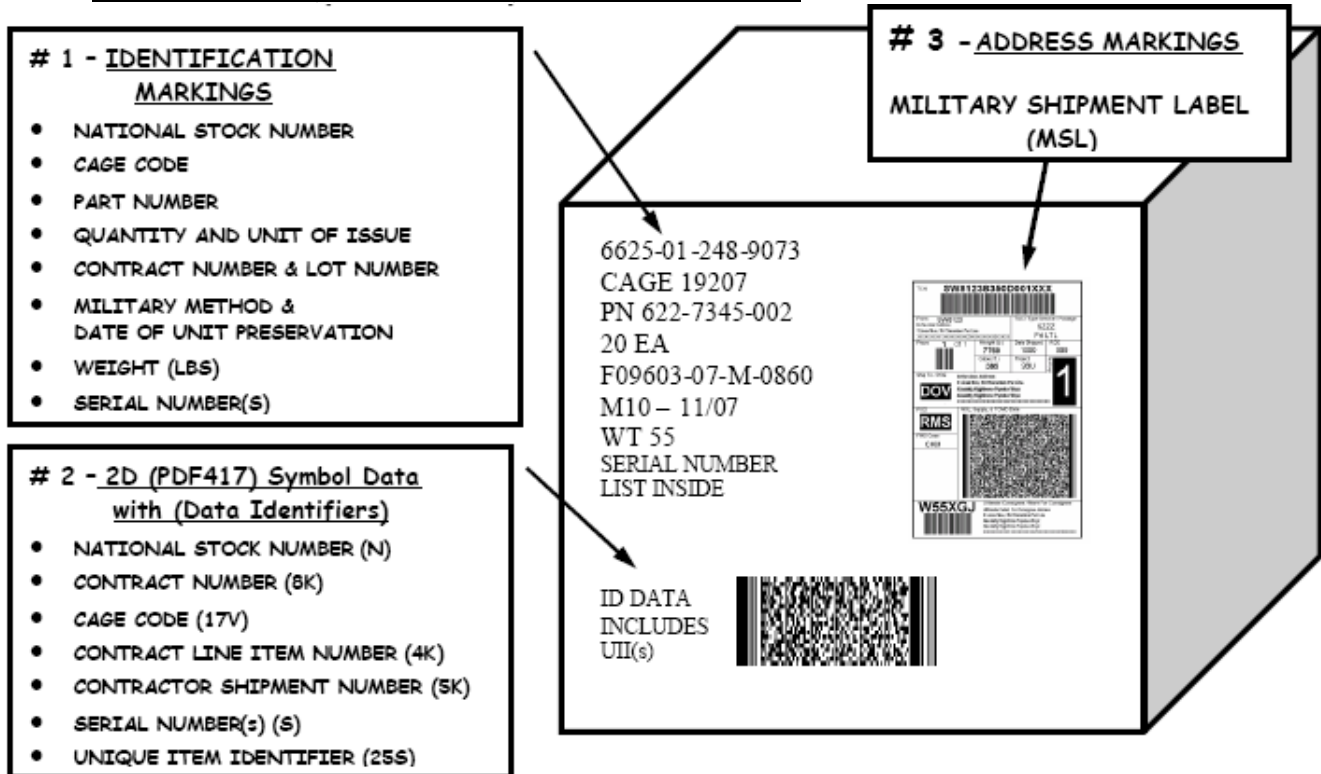 # 1 - IDENTIFICATION
MARKINGS
• NATIONAL STOCK NUMBER
• CAGE CODE
• PART NUMBER
• QUANTITY AND UNIT OF ISSUE
• CONTRACT NUMBER & LOT NUMBER
• MILITARY METHOD &
DATE OF UNIT PRESERVATION
• WEIGHT (LBS)
• SERIAL NUMBER(S)
# 2 - 2D (PDF417) Symbol Data
with (Data Identifiers)
• NATIONAL STOCK NUMBER (N)
• CONTRACT NUMBER (8K)
• CAGE CODE (17V)
• CONTRACT LINE ITEM NUMBER (4K)
• CONTRACTOR SHIPMENT NUMBER (5K)
• SERIAL NUMBER(s) (S)
• UNIQUE ITEM IDENTIFIER (25S)
# 3 - ADDRESS MARKINGS
MILITARY SHIPMENT LABEL
(MSL)
6625-01-248-9073
CAGE 19207
PN 622-7345-002
20 EA
F09603-07-M-0860
M10 – 11/07
WT 55
SERIAL NUMBER
LIST INSIDE
ID DATA
INCLUDES
UII(s)
DOV
1
RMS
W55XGJ